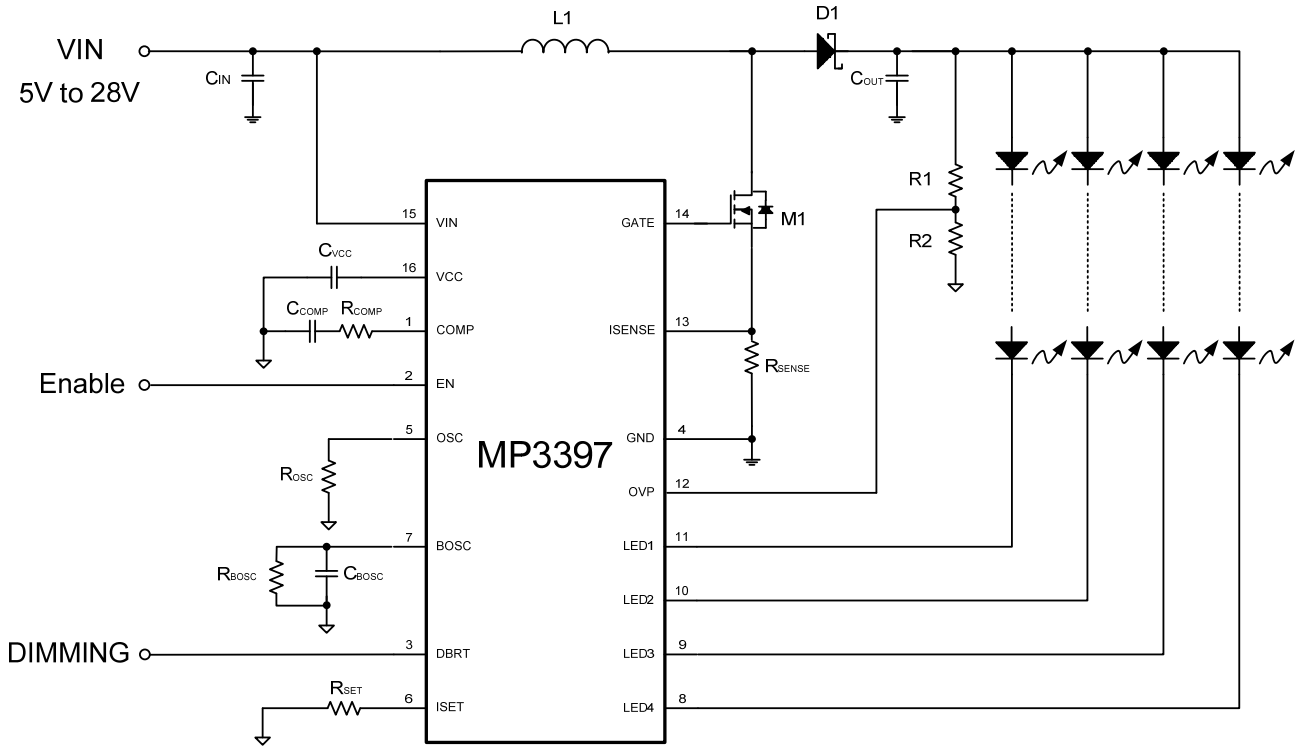 L1
D1
VIN
5V to 28V
CIN
COUT
R1
R2
M1
15 VIN
GATE 14
CVCC
16 VCC
CCOMP RCOMP
1 COMP
ISENSE 13
RSENSE
Enable
2 EN
5 OSC
GND 4
MP3397
ROSC
OVP 12
7 BOSC
LED1 11
RBOSC
CBOSC
LED2 10
DIMMING
3 DBRT
LED3 9
RSET
6 ISET
LED4 8